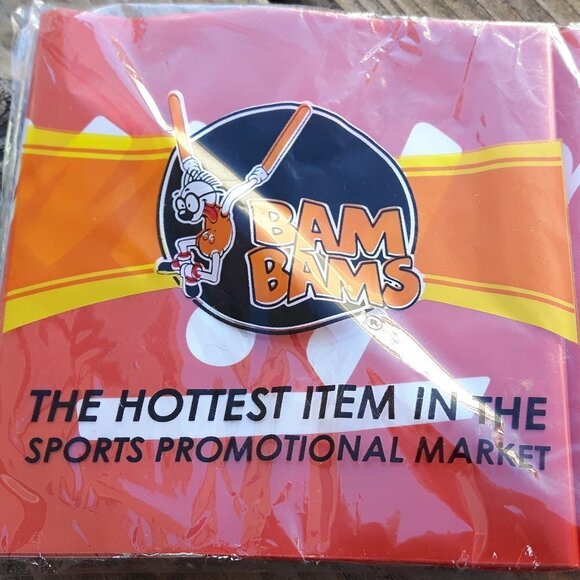 BAM
BAMS
®
THE HOTTEST ITEM IN THE
SPORTS PROMOTIONAL MARKET